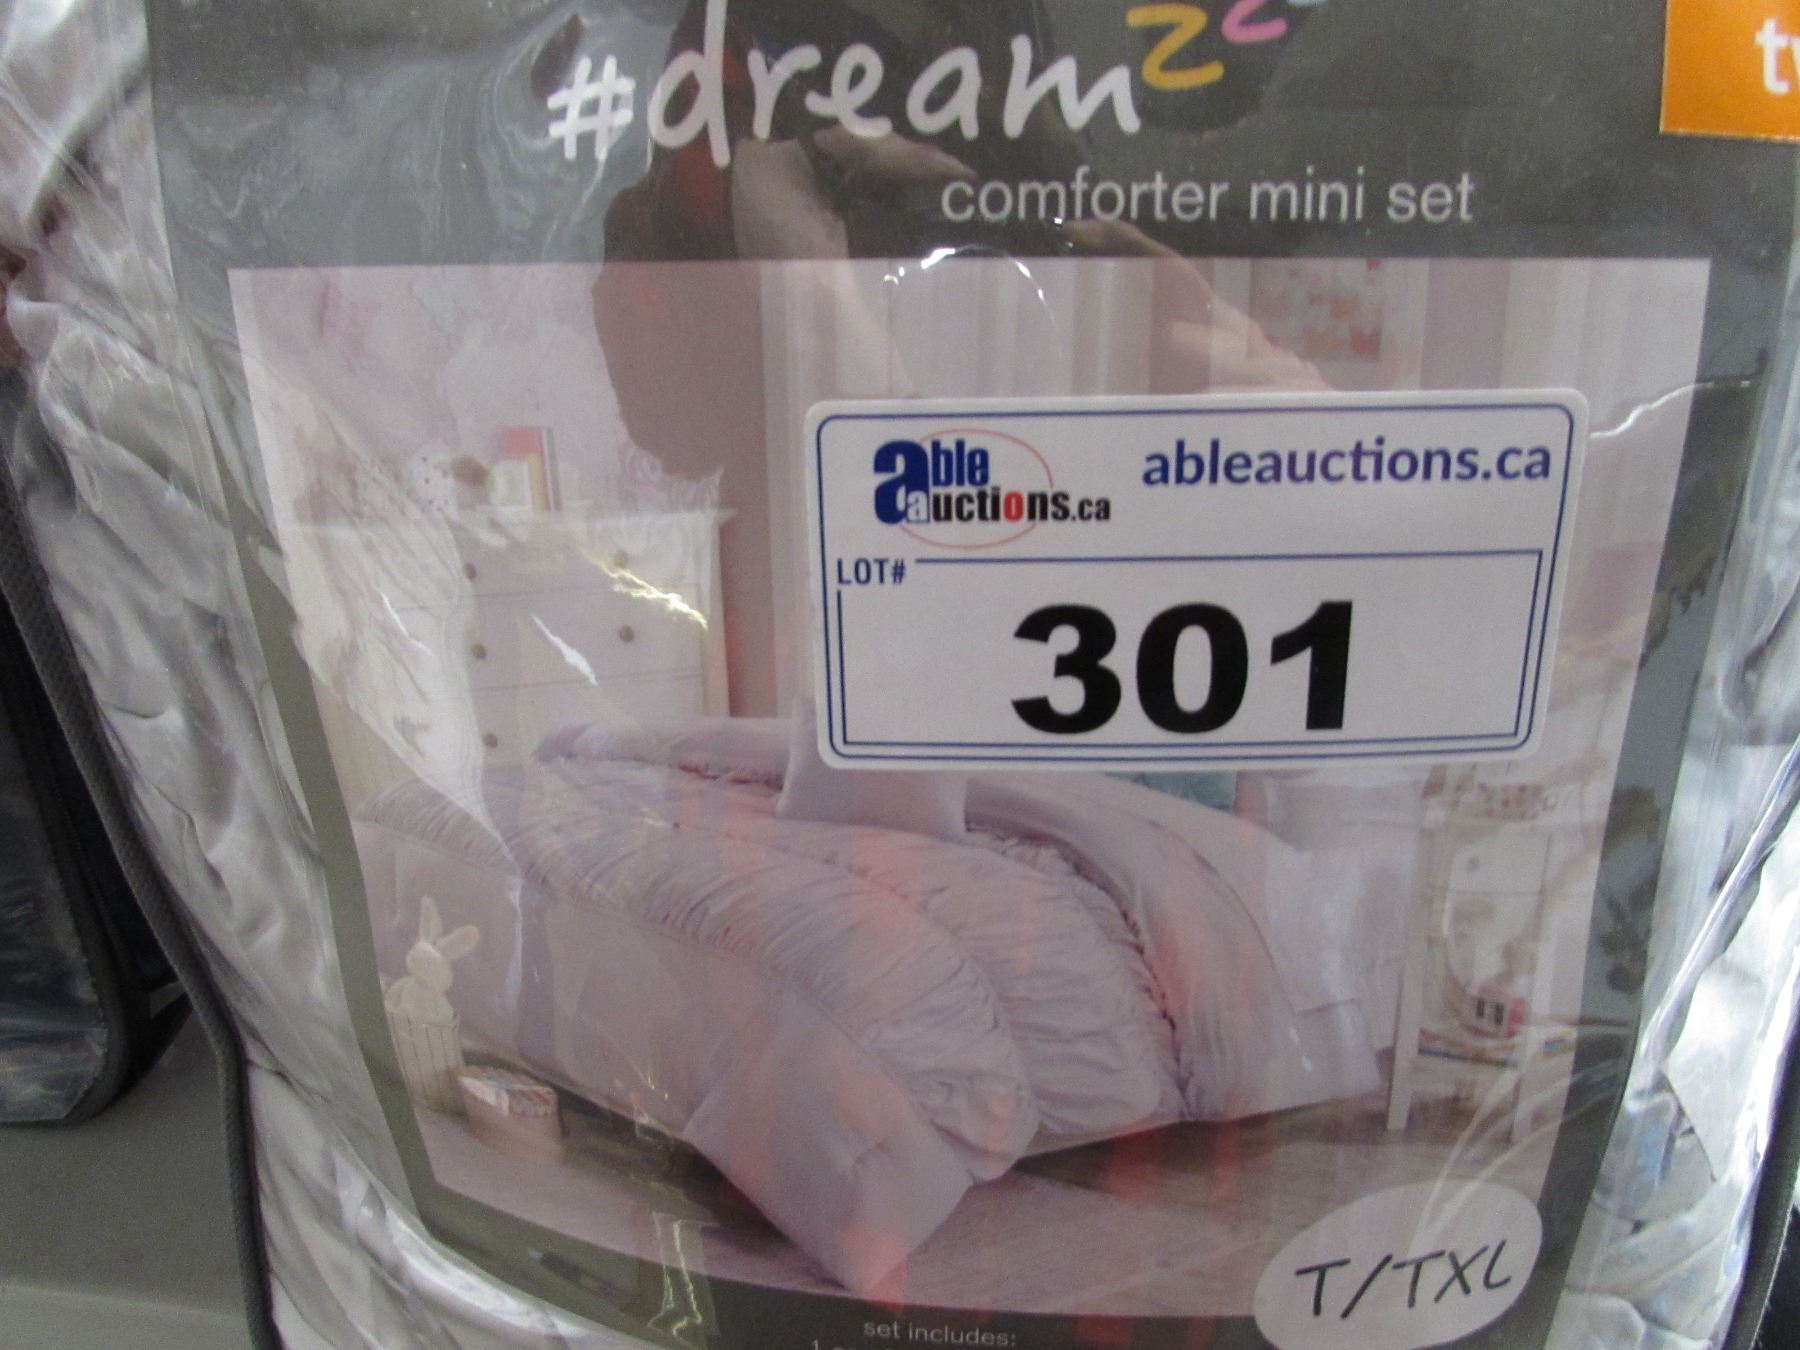 #dreamzz
comforter mini set
able auctions.ca
ableauctions.ca
LOT#
301
T/TXL
set includes: